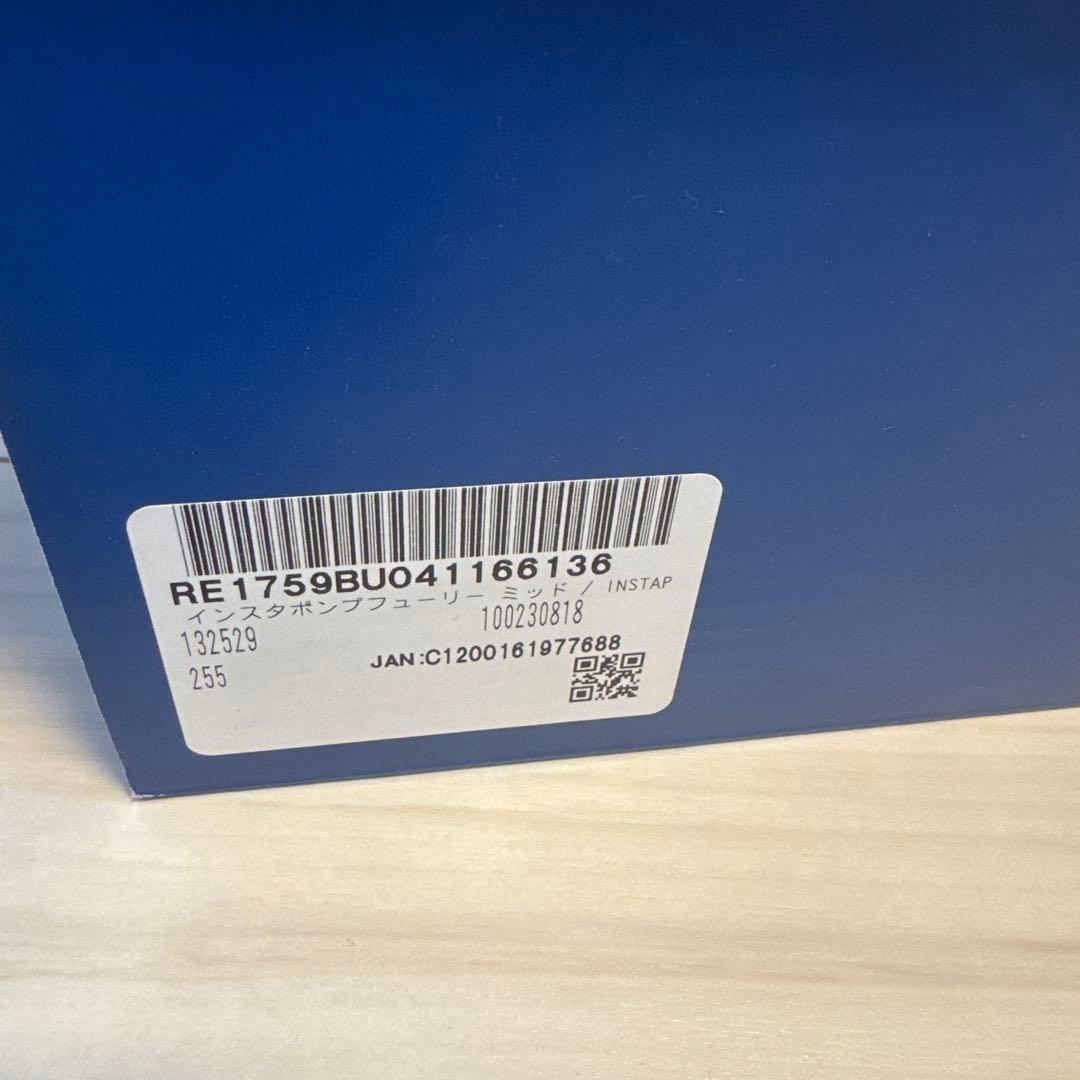 RE1759BU041166136
インスタポンプフューリー ミッド / INSTAP
132529 100230818
JAN:C1200161977688
255